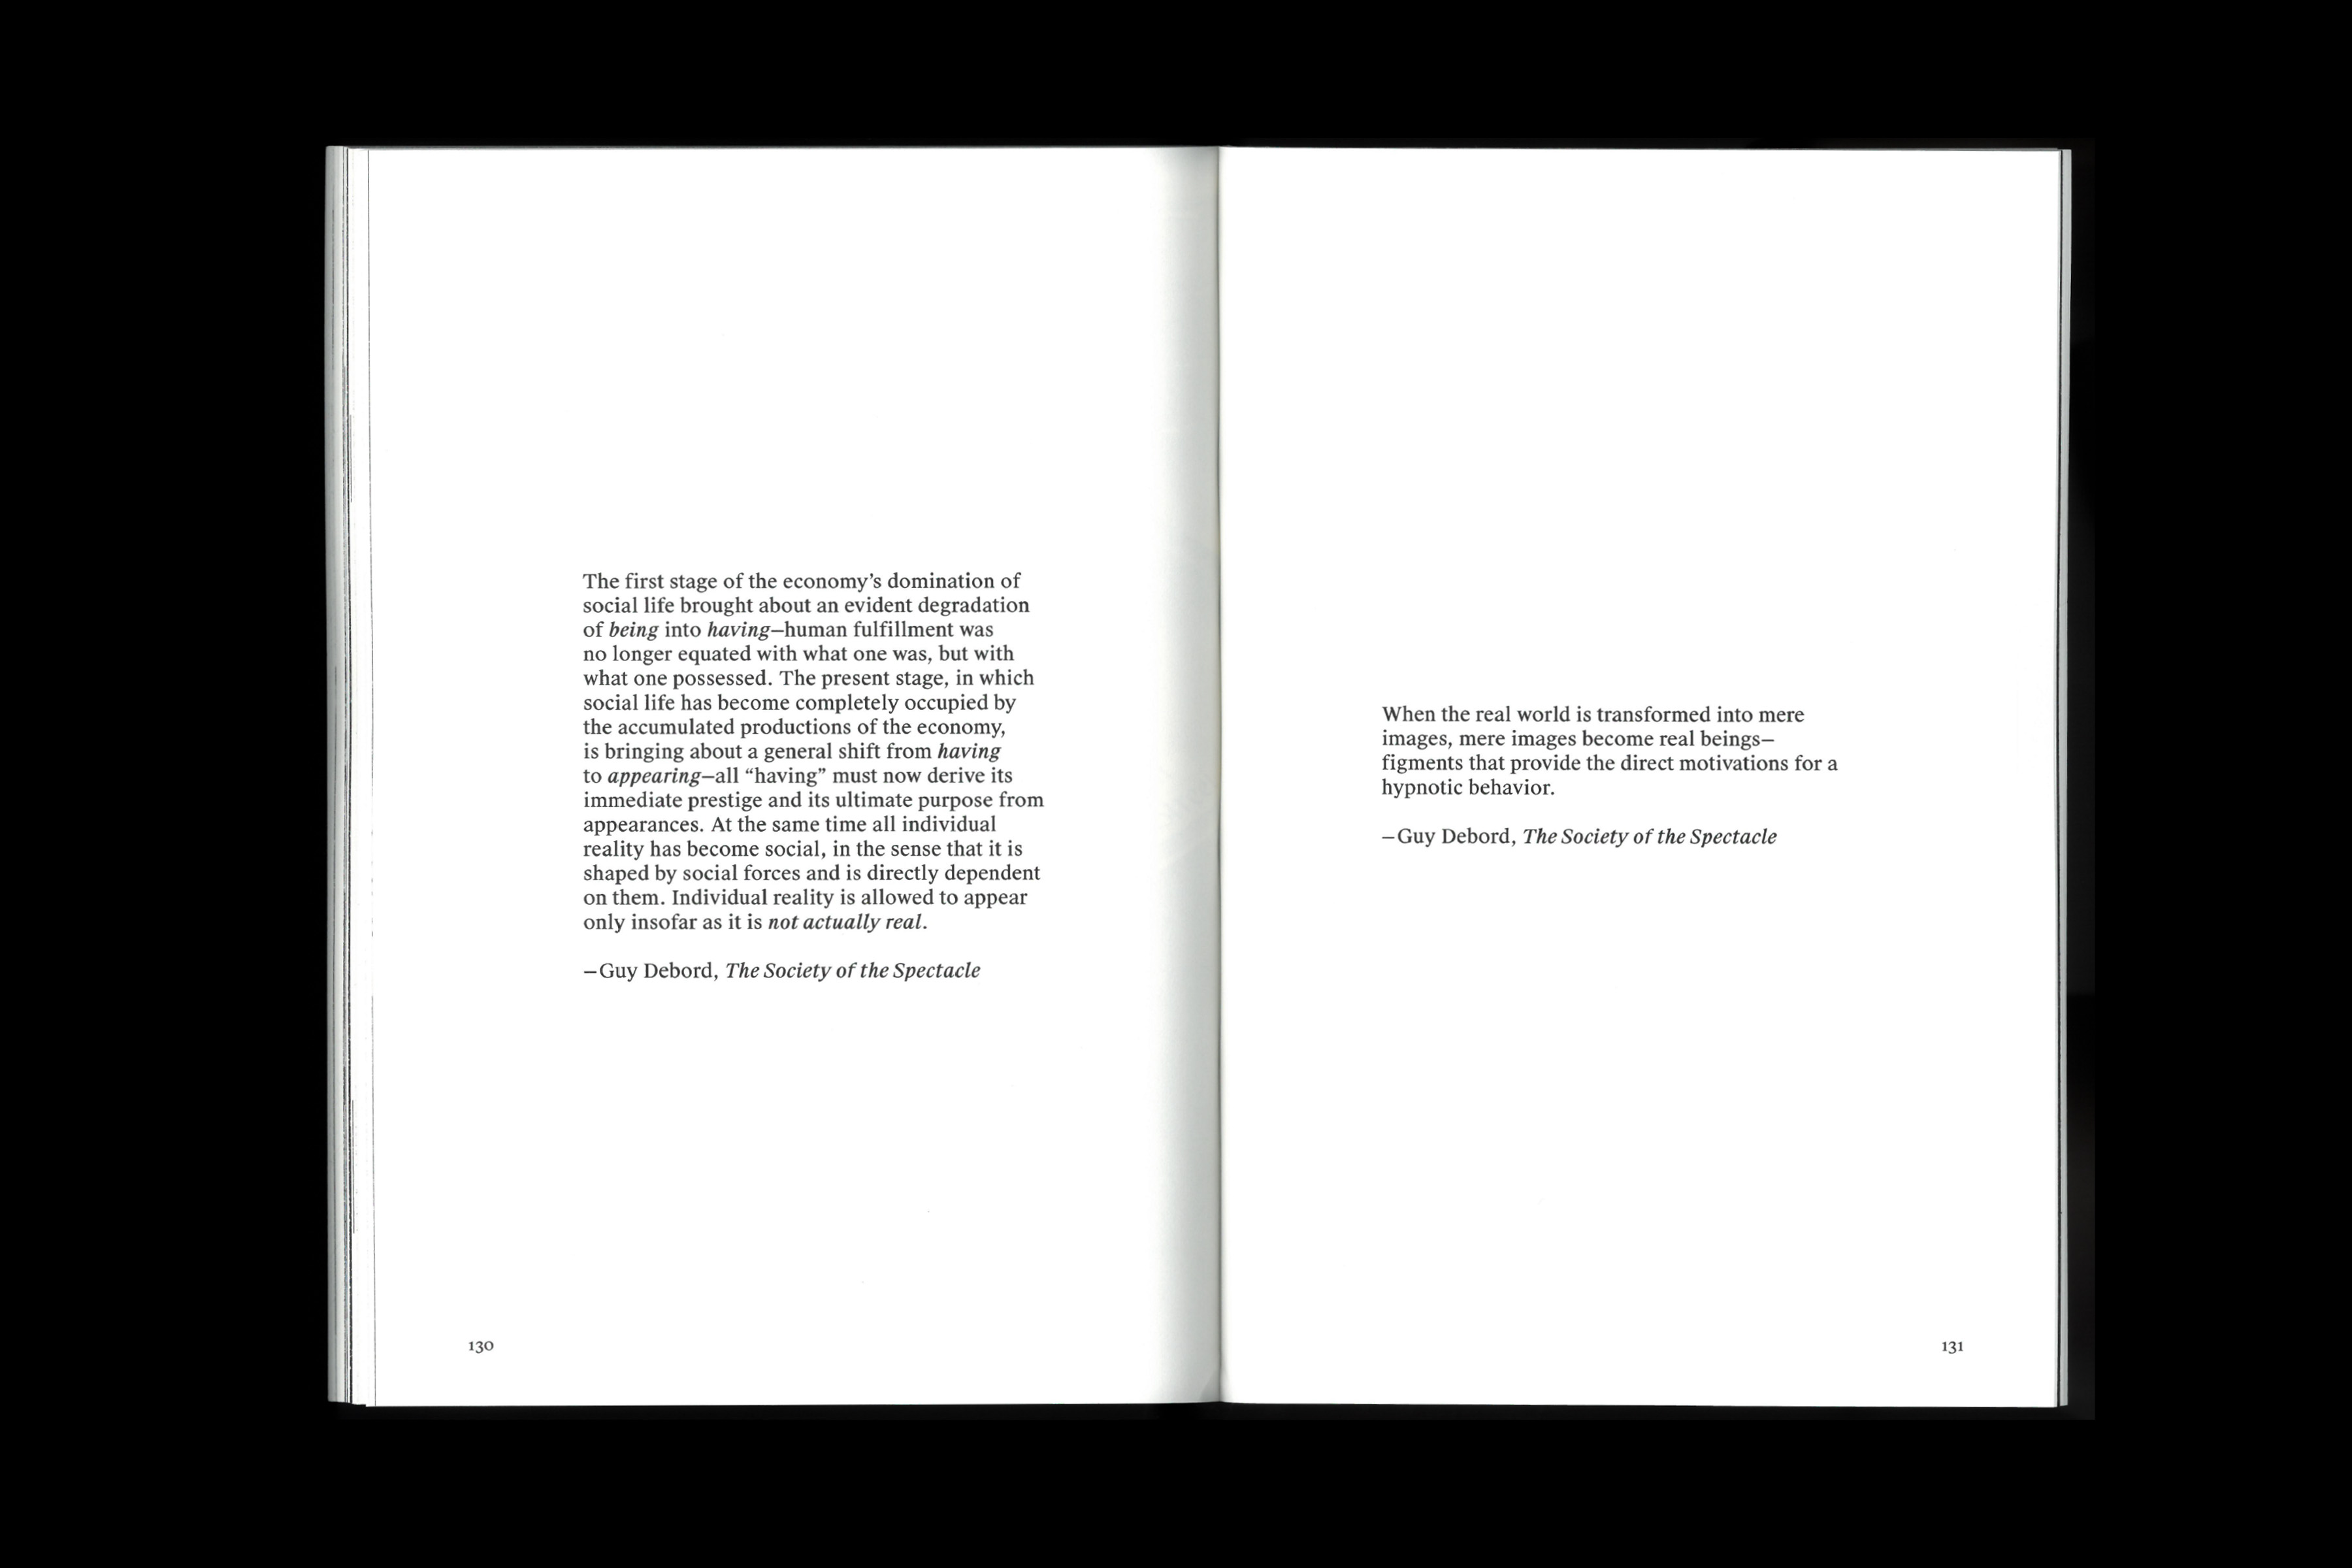 The first stage of the economy’s domination of
social life brought about an evident degradation
of being into having—human fulfillment was
no longer equated with what one was, but with
what one possessed. The present stage, in which
social life has become completely occupied by
the accumulated productions of the economy,
is bringing about a general shift from having
to appearing—all “having” must now derive its
immediate prestige and its ultimate purpose from
appearances. At the same time all individual
reality has become social, in the sense that it is
shaped by social forces and is directly dependent
on them. Individual reality is allowed to appear
only insofar as it is not actually real.
—Guy Debord, The Society of the Spectacle
130
When the real world is transformed into mere
images, mere images become real beings—
figments that provide the direct motivations for a
hypnotic behavior.
—Guy Debord, The Society of the Spectacle
131